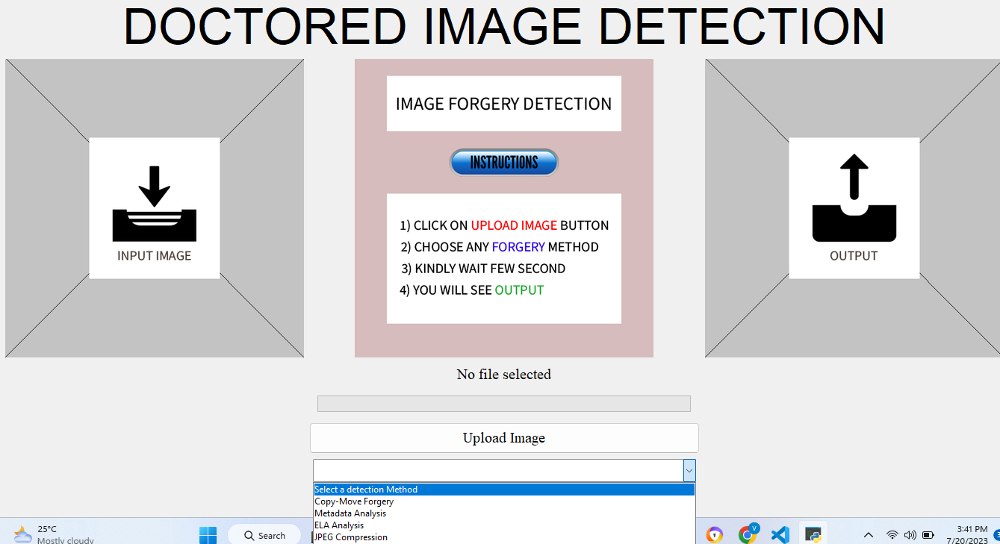 DOCTORED IMAGE DETECTION
INPUT IMAGE
IMAGE FORGERY DETECTION
INSTRUCTIONS
1) CLICK ON UPLOAD IMAGE BUTTON
2) CHOOSE ANY FORGERY METHOD
3) KINDLY WAIT FEW SECOND
4) YOU WILL SEE OUTPUT
OUTPUT
No file selected
Upload Image
Select a detection Method
Copy-Move Forgery
Metadata Analysis
ELA Analysis
JPEG Compression
25°C
Mostly cloudy
Search
V
3:41 PM
7/20/2023
3